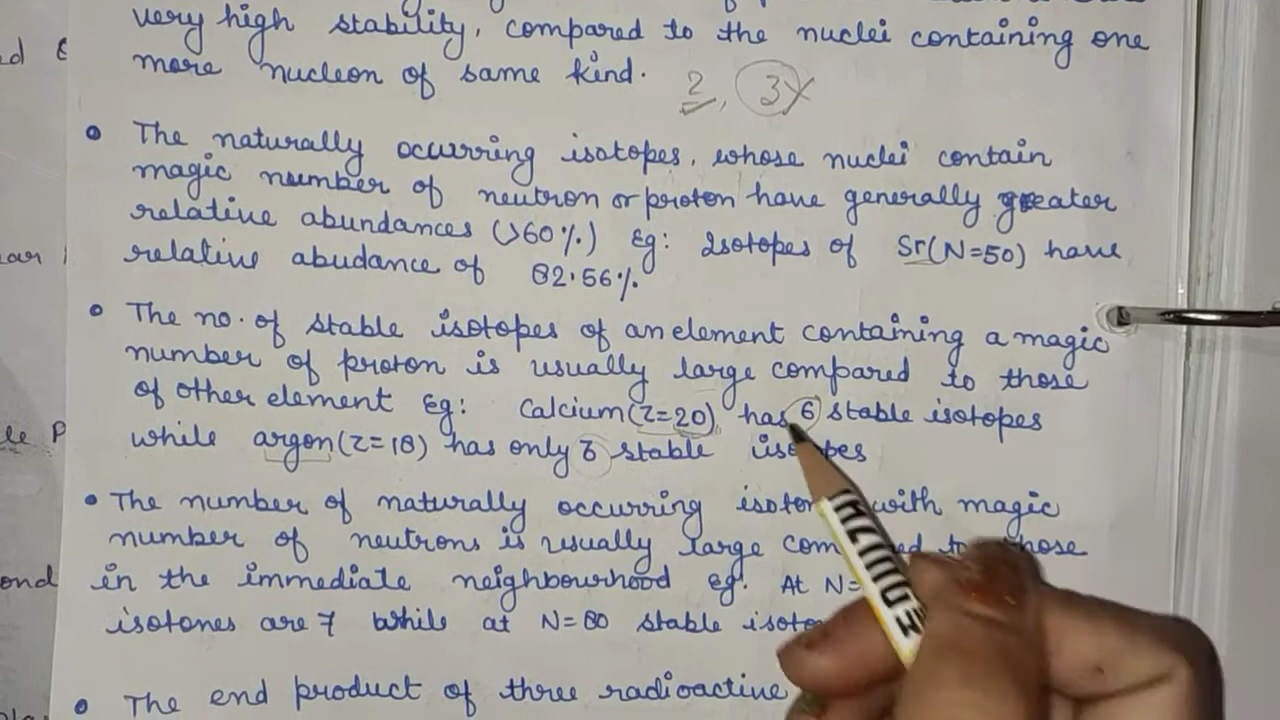 very high stability, compared to the nuclei containing one
more nucleon of same kind.
2, 3
The naturally ocurring isotopes, whose nuclei contain
magic number of neutron or proton have generally greater
relative abundances (>60%) Eg: Isotopes of Sr(N=50) have
relative abudance of 82.56%.
The no. of stable isotopes of an element containing a magic
number of proton is usually large compared to those
of other element Eg: Calcium (Z=20) has 6 stable isotopes
while argon (Z=18) has only 3 stable isotopes
The number of naturally occurring with magic
number of neutrons is usually large
in the immediate neighbourhood eg: At N=
isotones are 7 while at N=80 stable
The end product of three radioactive